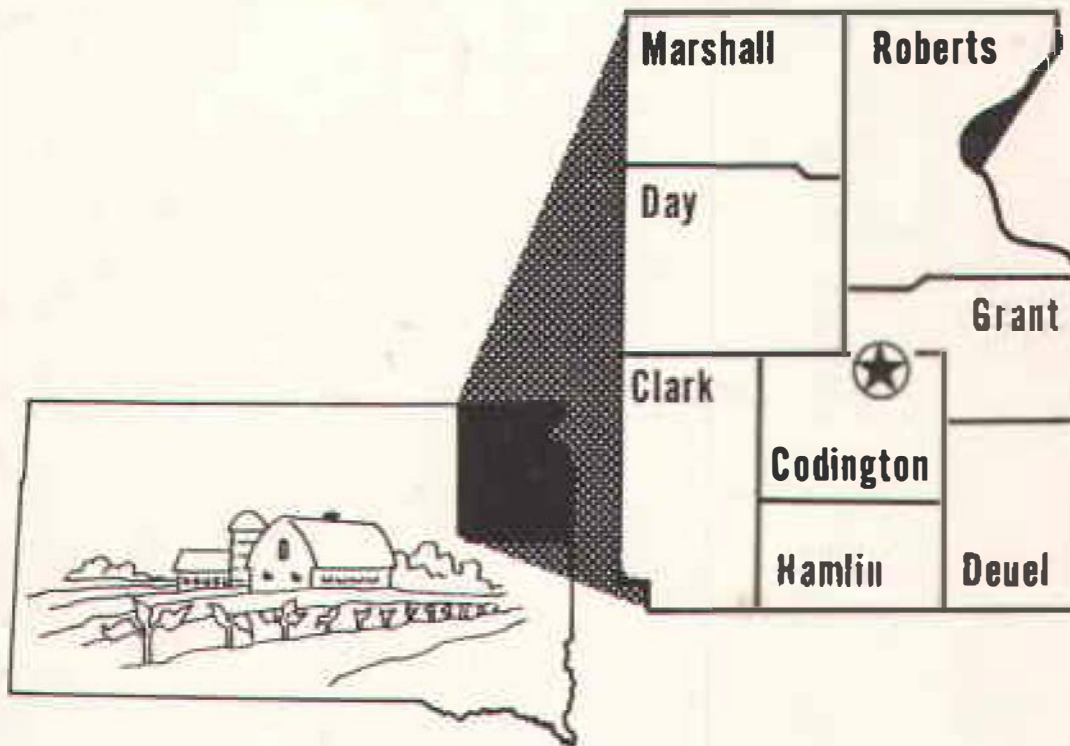 Marshall
Roberts
Day
Grant
Clark
Codington
Hamlin
Deuel